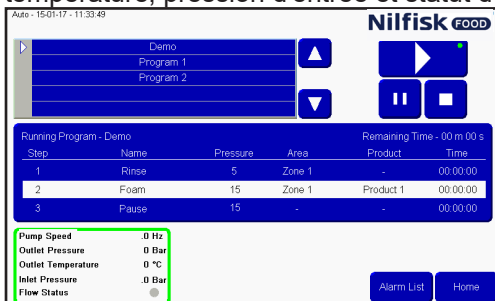 température, pression d'entrée et statut d
Auto - 15-01-17 - 11:33:49
Nilfisk FOOD
Demo
Program 1
Program 2
Running Program - Demo Remaining Time - 00 m 00 s
Step Name Pressure Area Product Time
1 Rinse 5 Zone 1 - 00:00:00
2 Foam 15 Zone 1 Product 1 00:00:00
3 Pause 15 - - 00:00:00
Pump Speed .0 Hz
Outlet Pressure 0 Bar
Outlet Temperature 0 °C
Inlet Pressure .0 Bar
Flow Status
Alarm List Home